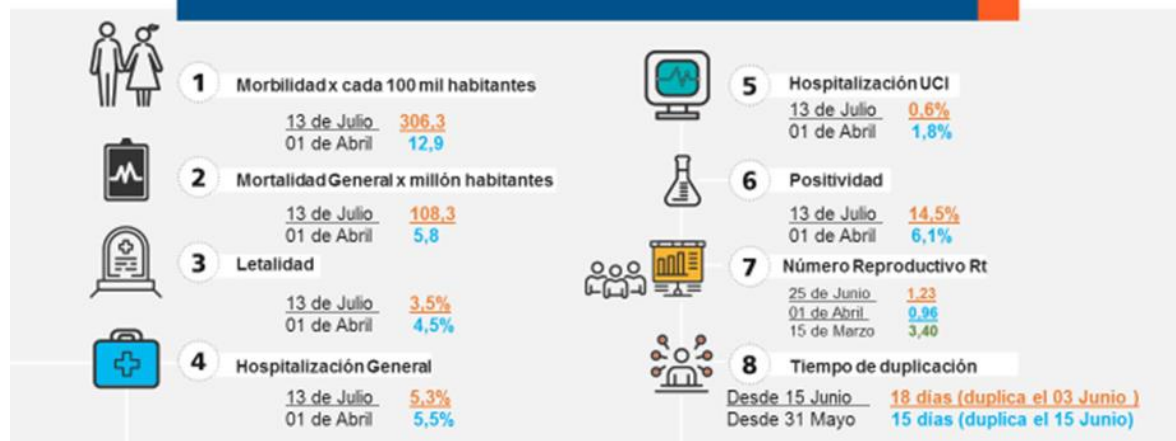 1 Morbilidad x cada 100 mil habitantes
13 de Julio 306,3
01 de Abril 12,9
2 Mortalidad General x millón habitantes
13 de Julio 108,3
01 de Abril 5,8
3 Letalidad
13 de Julio 3,5%
01 de Abril 4,5%
4 Hospitalización General
13 de Julio 5,3%
01 de Abril 5,5%
5 Hospitalización UCI
13 de Julio 0,6%
01 de Abril 1,8%
6 Positividad
13 de Julio 14,5%
01 de Abril 6,1%
7 Número Reproductivo Rt
25 de Junio 1,23
01 de Abril 0,96
15 de Marzo 3,40
8 Tiempo de duplicación
Desde 15 Junio 18 días (duplica el 03 Junio )
Desde 31 Mayo 15 días (duplica el 15 Junio)